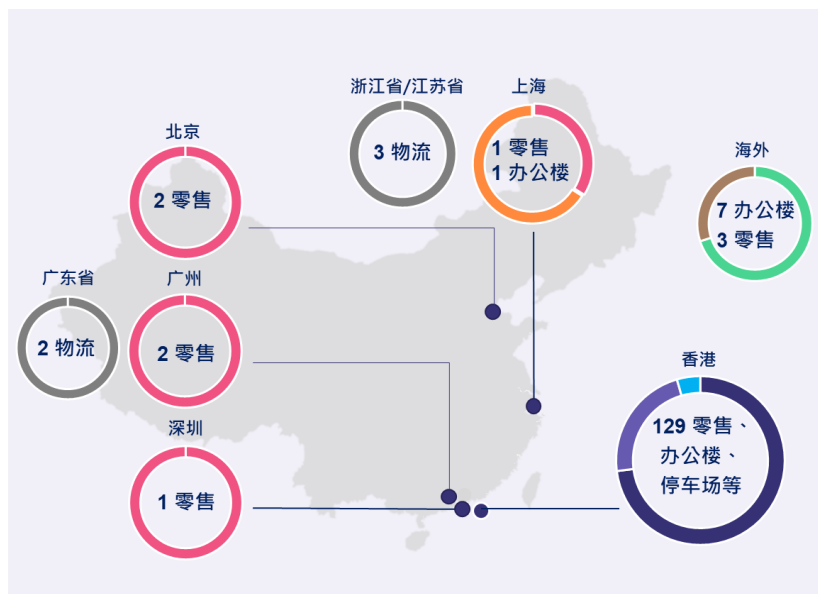 浙江省/江苏省
3 物流
上海
1 零售
1 办公楼
北京
2 零售
海外
7 办公楼
3 零售
广东省
2 物流
广州
2 零售
香港
129 零售、
办公楼、
停车场等
深圳
1 零售